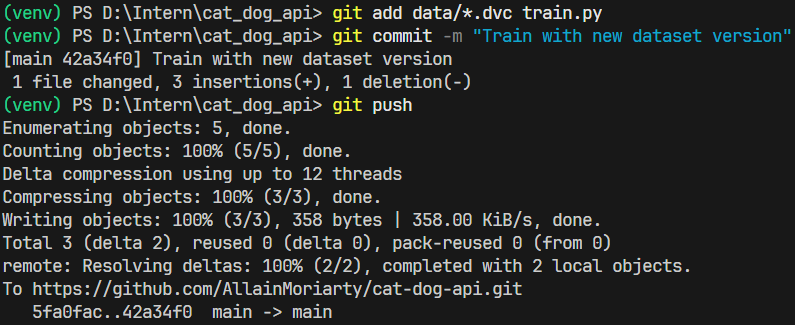 (venv) PS D:\Intern\cat_dog_api> git add data/*.dvc train.py
(venv) PS D:\Intern\cat_dog_api> git commit -m "Train with new dataset version"
[main 42a34f0] Train with new dataset version
 1 file changed, 3 insertions(+), 1 deletion(-)
(venv) PS D:\Intern\cat_dog_api> git push
Enumerating objects: 5, done.
Counting objects: 100% (5/5), done.
Delta compression using up to 12 threads
Compressing objects: 100% (3/3), done.
Writing objects: 100% (3/3), 358 bytes | 358.00 KiB/s, done.
Total 3 (delta 2), reused 0 (delta 0), pack-reused 0 (from 0)
remote: Resolving deltas: 100% (2/2), completed with 2 local objects.
To https://github.com/AllainMoriarty/cat-dog-api.git
   5fa0fac..42a34f0  main -> main